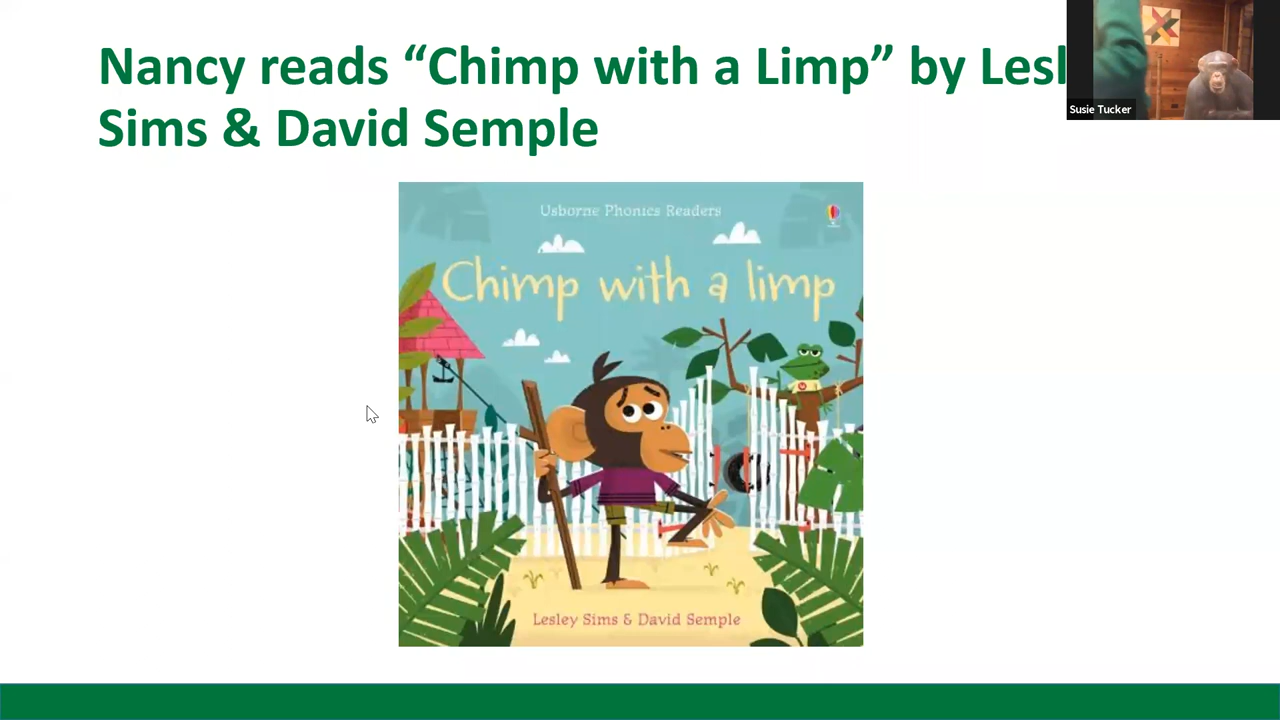 Nancy reads “Chimp with a Limp” by Lesl
Sims & David Semple
Susie Tucker
Usborne Phonics Readers
Chimp with a limp
Lesley Sims & David Semple